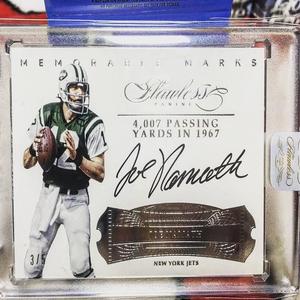 MEMORABLE MARKS
Flawless
PANINI
4,007 PASSING
YARDS IN 1967
Joe Namath
3/5
NEW YORK JETS